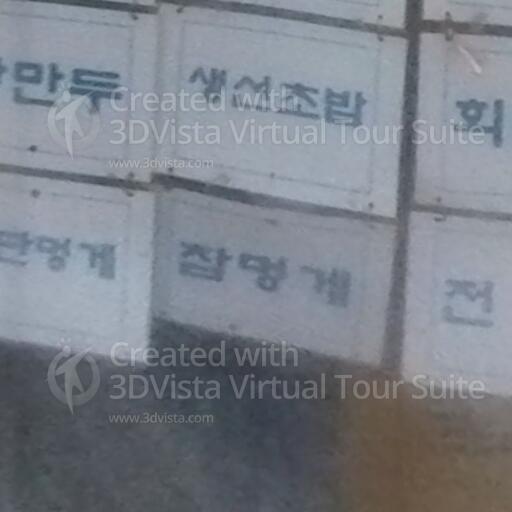 만두
생선초밥
회
Created with
3DVista Virtual Tour Suite
www.3dvista.com
멍게
참멍게
전
Created with
3DVista Virtual Tour Suite
www.3dvista.com